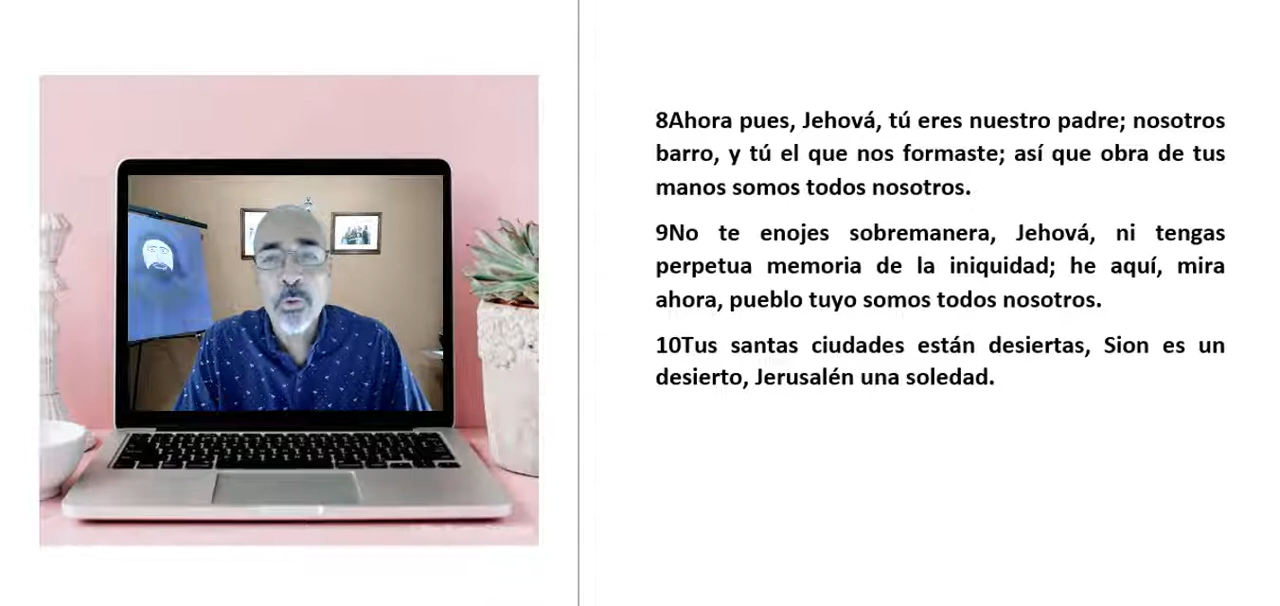 8Ahora pues, Jehová, tú eres nuestro padre; nosotros
barro, y tú el que nos formaste; así que obra de tus
manos somos todos nosotros.
9No te enojes sobremanera, Jehová, ni tengas
perpetua memoria de la iniquidad; he aquí, mira
ahora, pueblo tuyo somos todos nosotros.
10Tus santas ciudades están desiertas, Sion es un
desierto, Jerusalén una soledad.